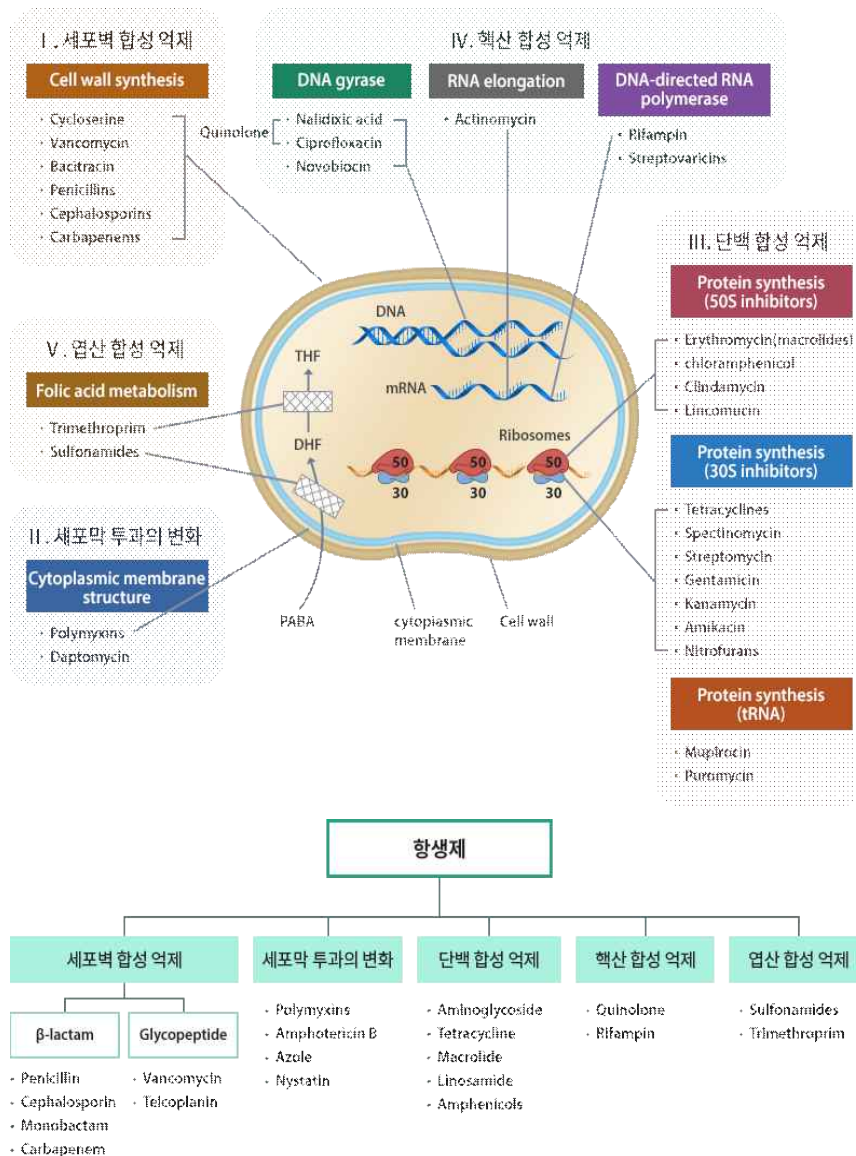 Ⅰ. 세포벽 합성 억제
Cell wall synthesis
· Cycloserine
· Vancomycin
· Bacitracin
· Penicillins
· Cephalosporins
· Carbapenems
Ⅳ. 핵산 합성 억제
DNA gyrase
Quinolone
· Nalidixic acid
· Ciprofloxacin
· Novobiocin
RNA elongation
· Actinomycin
DNA-directed RNA
polymerase
· Rifampin
· Streptovaricins
Ⅲ. 단백 합성 억제
Protein synthesis
(50S inhibitors)
· Erythromycin(macrolides)
· chloramphenicol
· Clindamycin
· Lincomucin
Protein synthesis
(30S inhibitors)
· Tetracyclines
· Spectinomycin
· Streptomycin
· Gentamicin
· Kanamycin
· Amikacin
· Nitrofurans
Protein synthesis
(tRNA)
· Mupirocin
· Puromycin
Ⅴ. 엽산 합성 억제
Folic acid metabolism
· Trimethroprim
· Sulfonamides
Ⅱ. 세포막 투과의 변화
Cytoplasmic membrane
structure
· Polymyxins
· Daptomycin
DNA
THF
mRNA
DHF
Ribosomes
50 50 50
30 30 30
PABA
cytoplasmic
membrane
Cell wall
항생제
세포벽 합성 억제
β-lactam
· Penicillin
· Cephalosporin
· Monobactam
· Carbapenem
Glycopeptide
· Vancomycin
· Teicoplanin
세포막 투과의 변화
· Polymyxins
· Amphotericin B
· Azole
· Nystatin
단백 합성 억제
· Aminoglycoside
· Tetracycline
· Macrolide
· Linosamide
· Amphenicols
핵산 합성 억제
· Quinolone
· Rifampin
엽산 합성 억제
· Sulfonamides
· Trimethoprim